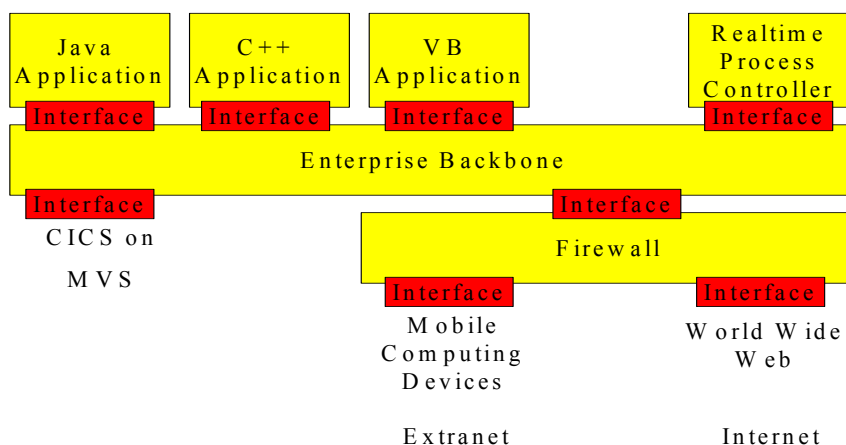 Java
Application
C++
Application
VB
Application
Realtime
Process
Controller
Interface
Interface
Interface
Interface
Enterprise Backbone
Interface
Interface
CICS on
MVS
Firewall
Interface
Interface
Mobile
Computing
Devices
World Wide
Web
Extranet
Internet